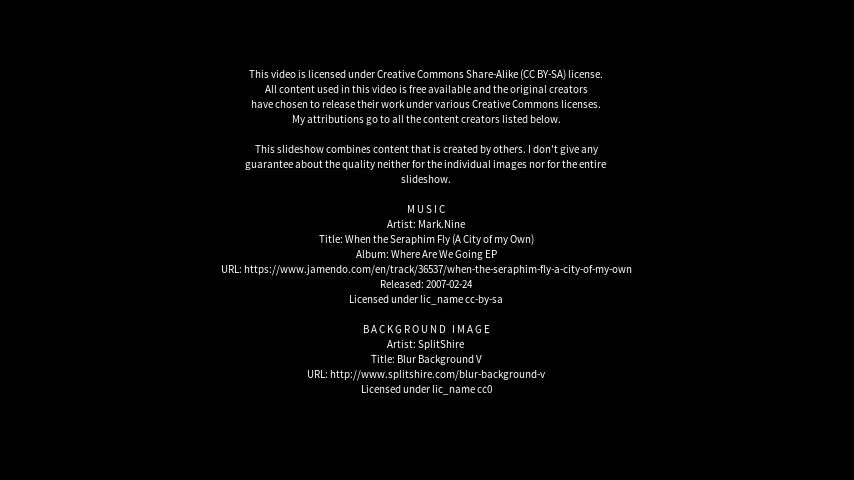 This video is licensed under Creative Commons Share-Alike (CC BY-SA) license.
All content used in this video is free available and the original creators
have chosen to release their work under various Creative Commons licenses.
My attributions go to all the content creators listed below.
This slideshow combines content that is created by others. I don't give any
guarantee about the quality neither for the individual images nor for the entire
slideshow.
MUSIC
Artist: Mark.Nine
Title: When the Seraphim Fly (A City of my Own)
Album: Where Are We Going EP
URL: https://www.jamendo.com/en/track/36537/when-the-seraphim-fly-a-city-of-my-own
Released: 2007-02-24
Licensed under lic_name cc-by-sa
BACKGROUND IMAGE
Artist: SplitShire
Title: Blur Background V
URL: http://www.splitshire.com/blur-background-v
Licensed under lic_name cc0